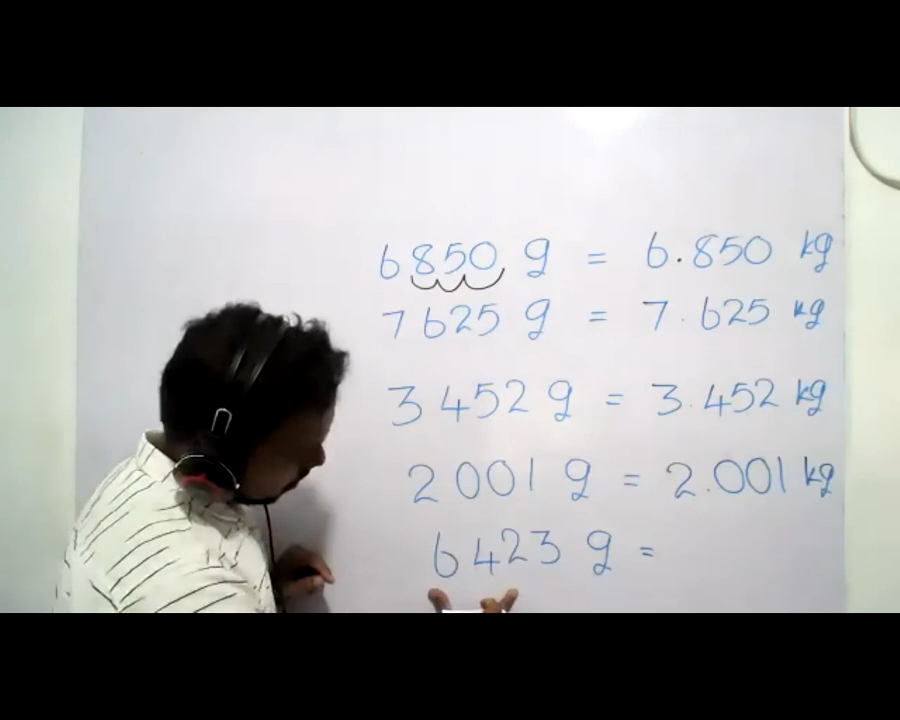 6850 g = 6.850 kg
7625 g = 7.625 kg
3452 g = 3.452 kg
2001 g = 2.001 kg
6423 g =